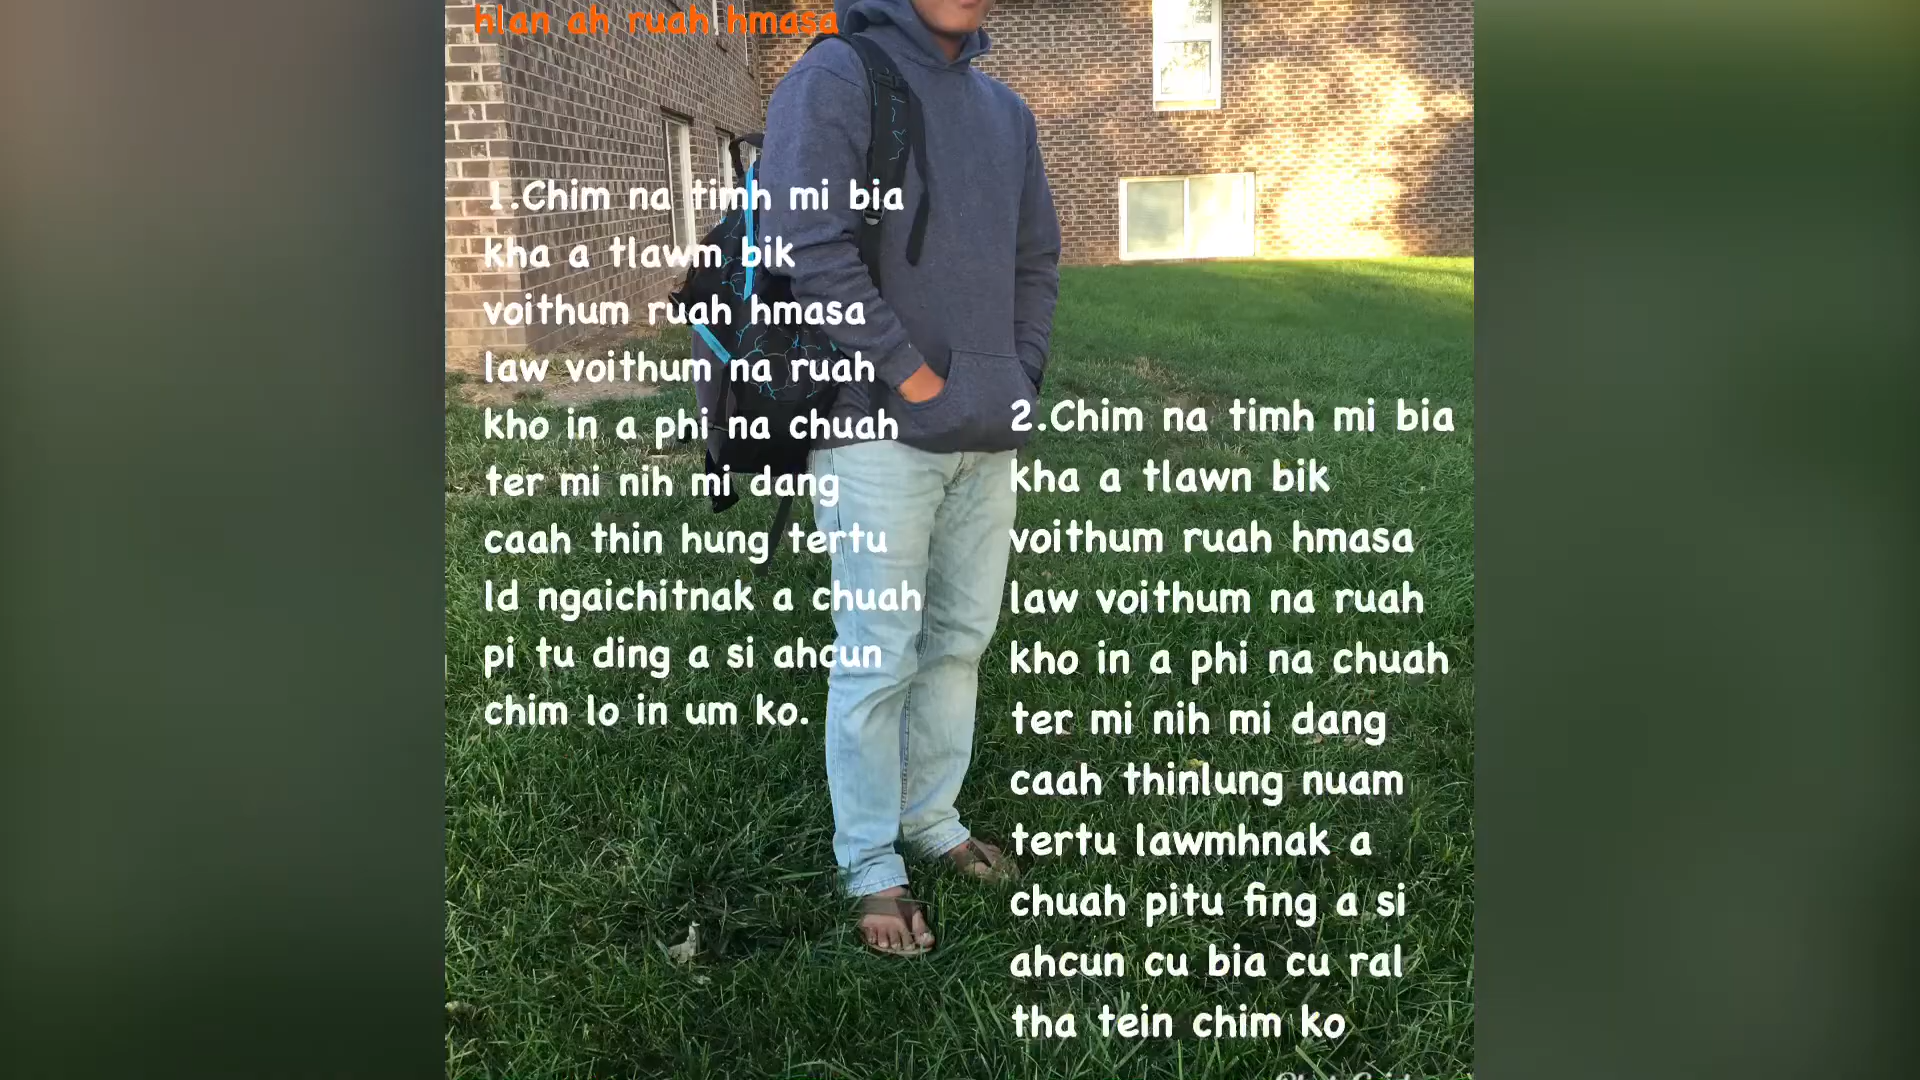 hlan ah ruah hmasa
1.Chim na timh mi bia
kha a tlawm bik
voithum ruah hmasa
law voithum na ruah
kho in a phi na chuah
ter mi nih mi dang
caah thin hung tertu
ld ngaichitnak a chuah
pi tu ding a si ahcun
chim lo in um ko.
2.Chim na timh mi bia
kha a tlawn bik
voithum ruah hmasa
law voithum na ruah
kho in a phi na chuah
ter mi nih mi dang
caah thinlung nuam
tertu lawmhnak a
chuah pitu fing a si
ahcun cu bia cu ral
tha tein chim ko